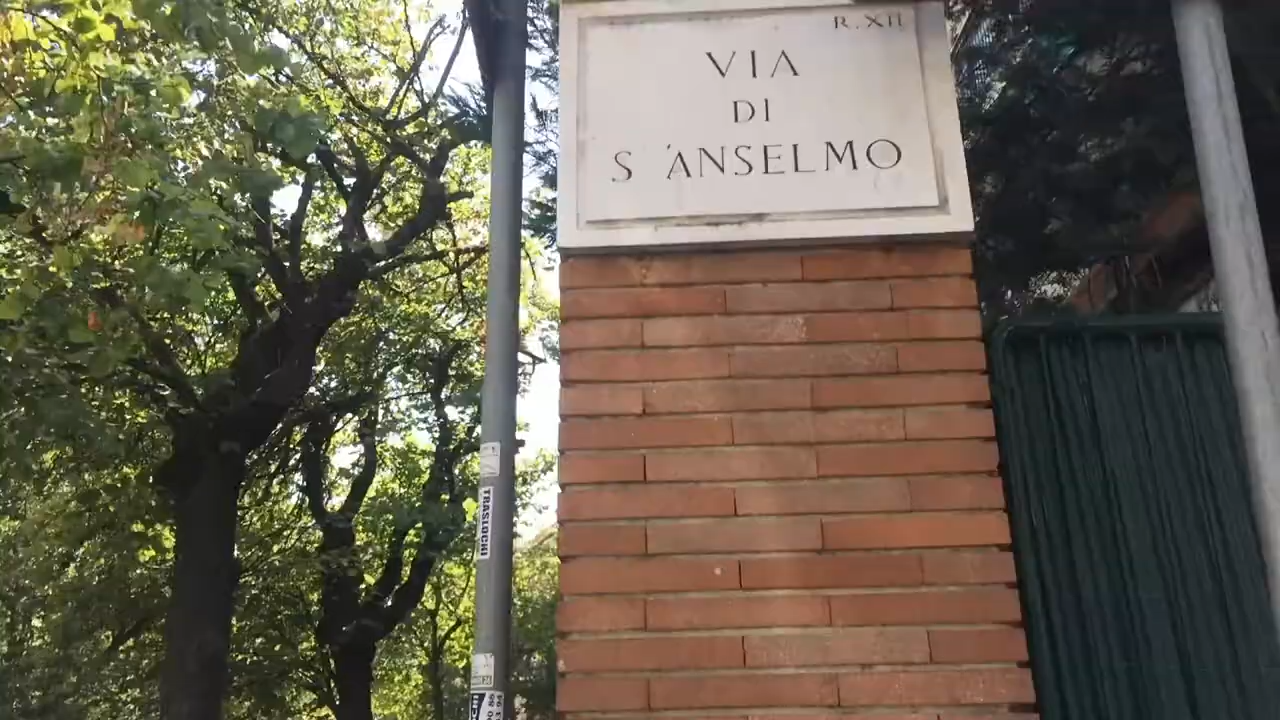 R.XII
VIA
DI
S 'ANSELMO
TRASLOCHI